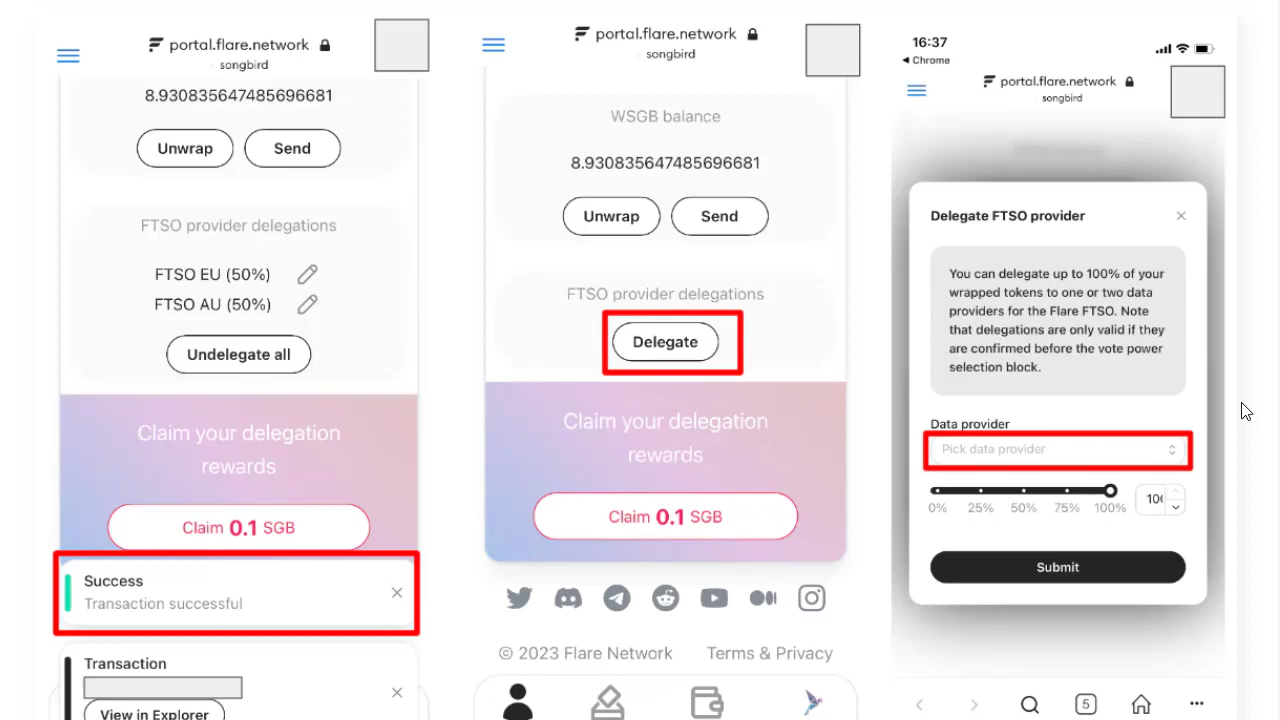 portal.flare.network
songbird
8.930835647485696681
Unwrap
Send
FTSO provider delegations
FTSO EU (50%)
FTSO AU (50%)
Undelegate all
Claim your delegation
rewards
Claim 0.1 SGB
Success
Transaction successful
Transaction
View in Explorer
portal.flare.network
songbird
WSGB balance
8.930835647485696681
Unwrap
Send
FTSO provider delegations
Delegate
Claim your delegation
rewards
Claim 0.1 SGB
© 2023 Flare Network
Terms & Privacy
16:37
Chrome
portal.flare.network
songbird
Delegate FTSO provider
You can delegate up to 100% of your
wrapped tokens to one or two data
providers for the Flare FTSO. Note
that delegations are only valid if they
are confirmed before the vote power
selection block.
Data provider
Pick data provider
0% 25% 50% 75% 100%
Submit
5